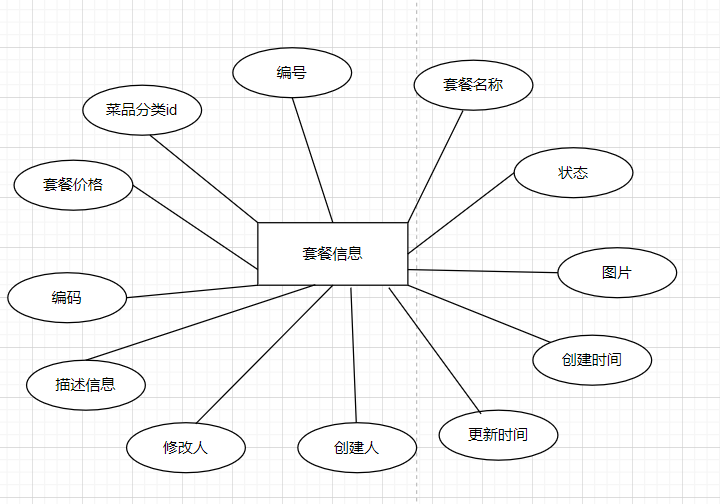 编号
套餐名称
菜品分类id
状态
套餐价格
套餐信息
图片
编码
创建时间
描述信息
更新时间
修改人
创建人